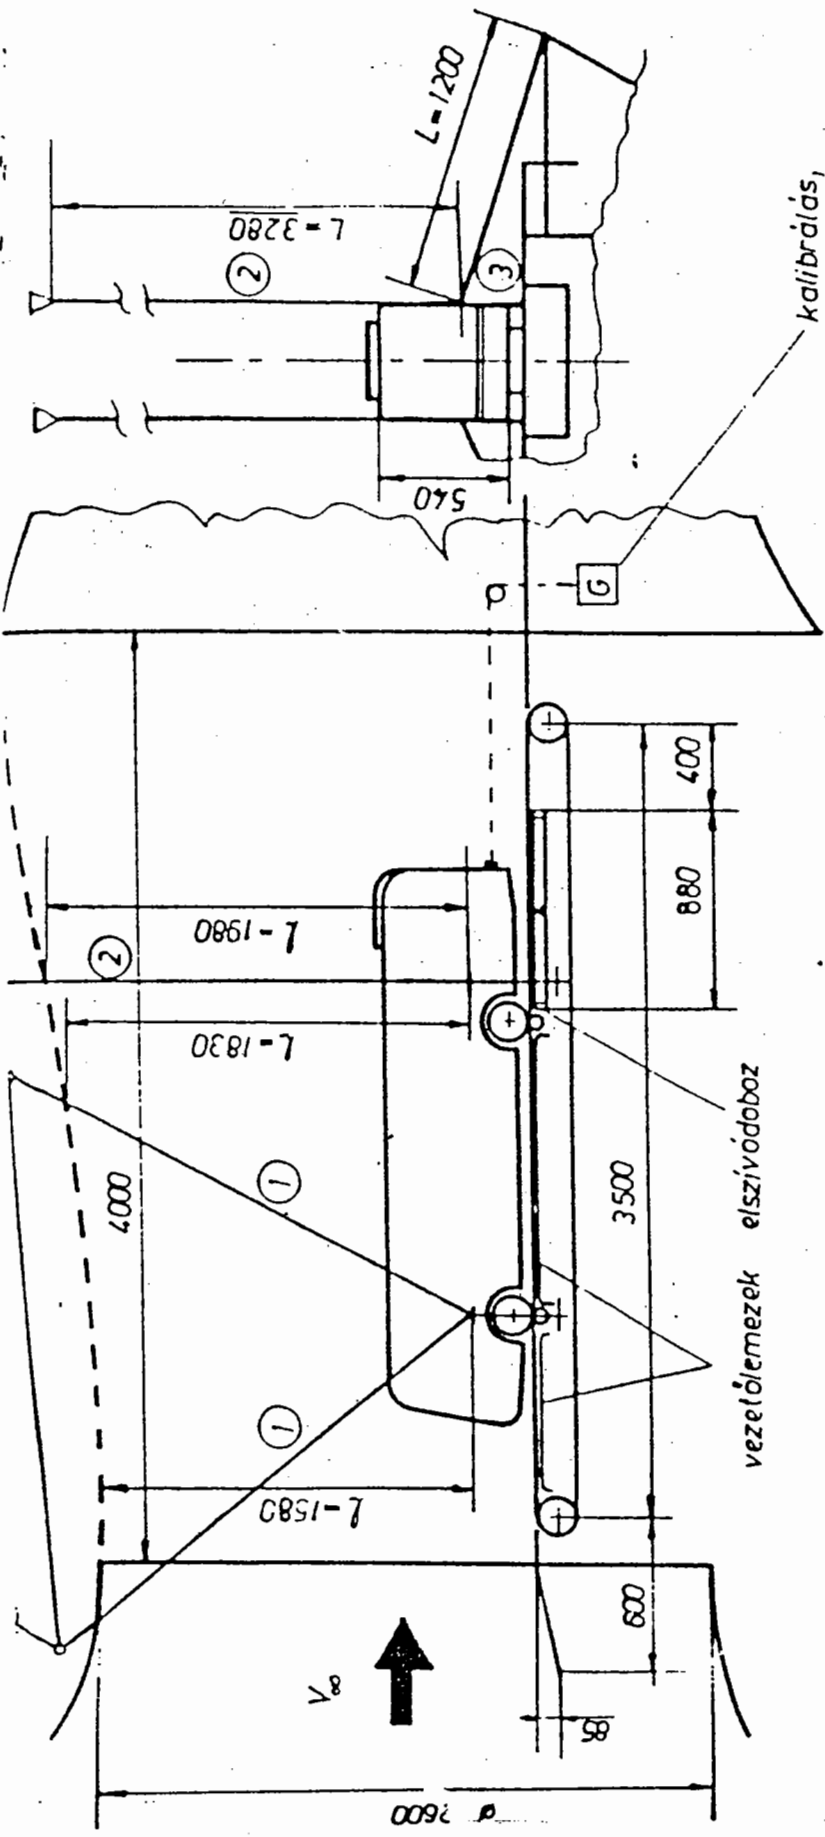 L=1200
L=3280
2
3
540
kalibrálás,
G
400
880
3500
600
85
l-1980
2
l-1830
4000
1
1
l-1580
V∞
ø 2600
elszívódoboz
vezetőlemezek